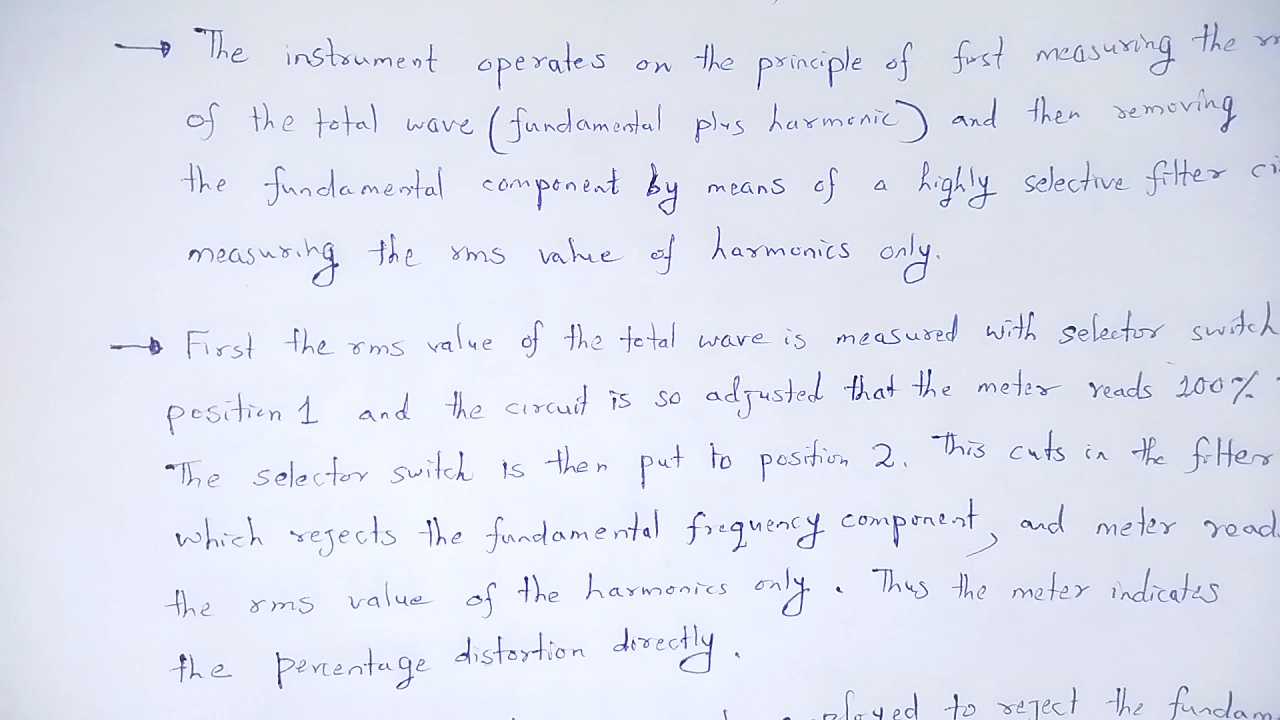 → The instrument operates on the principle of first measuring the
of the total wave (fundamental plus harmonic) and then removing
the fundamental component by means of a highly selective filter
measuring the rms value of harmonics only.
→ First the rms value of the total wave is measured with selector switch
position 1 and the circuit is so adjusted that the meter reads 100%
The selector switch is then put to position 2. This cuts in the filter
which rejects the fundamental frequency component, and meter read
the rms value of the harmonics only. Thus the meter indicates
the percentage distortion directly.
to reject the